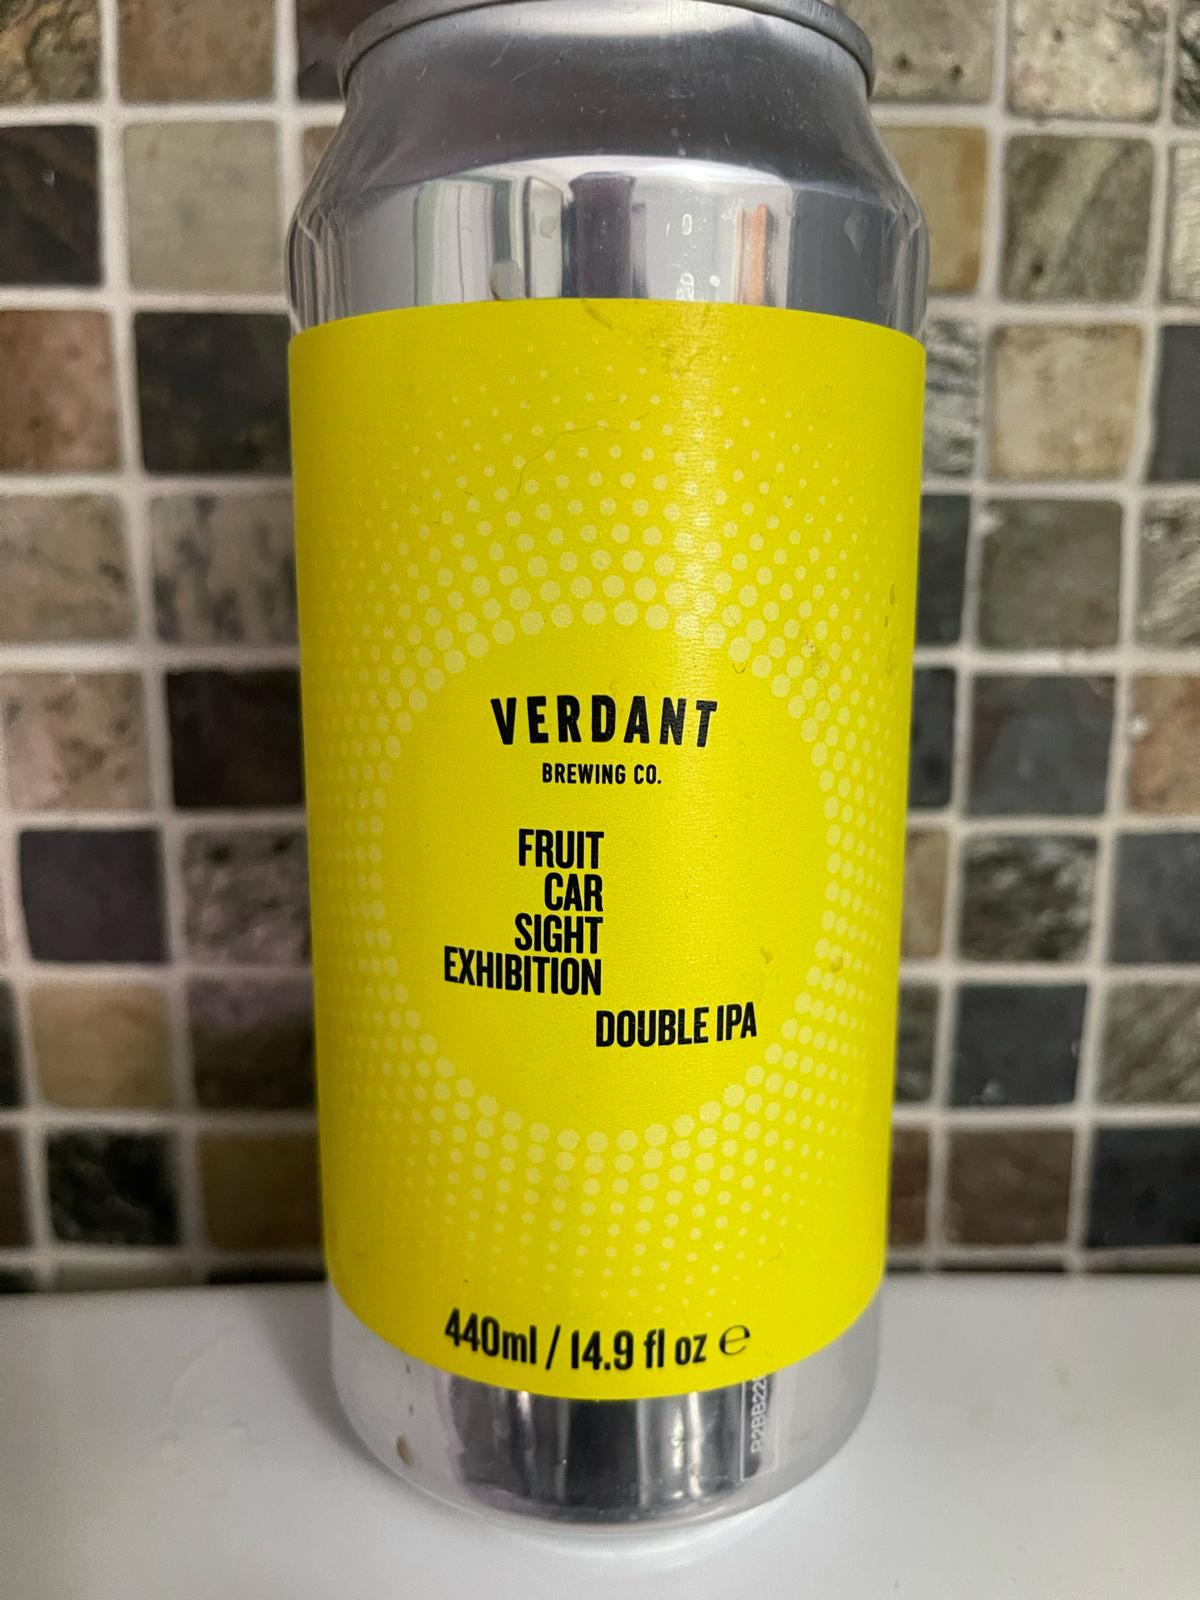 VERDANT
BREWING CO.
FRUIT
CAR
SIGHT
EXHIBITION
DOUBLE IPA
440ml / 14.9 fl oz ℮